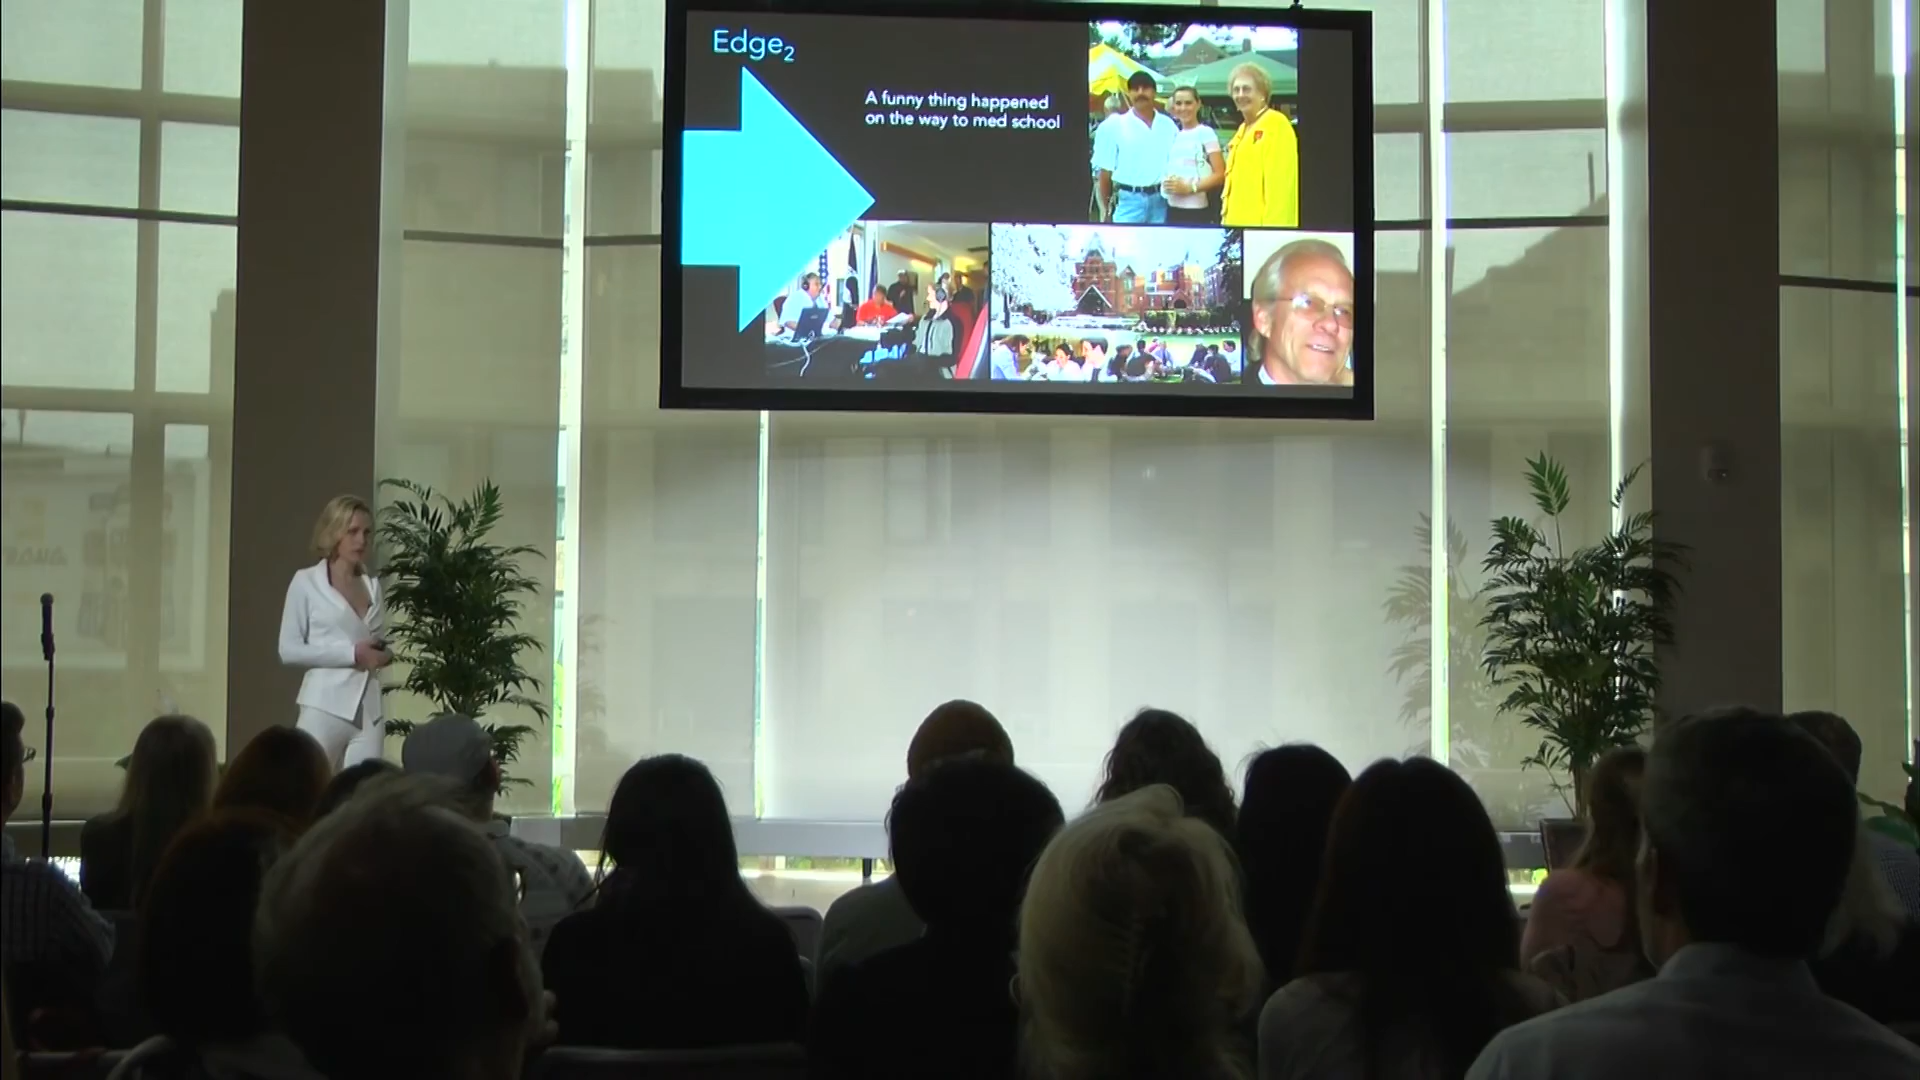 Edge₂
A funny thing happened
on the way to med school